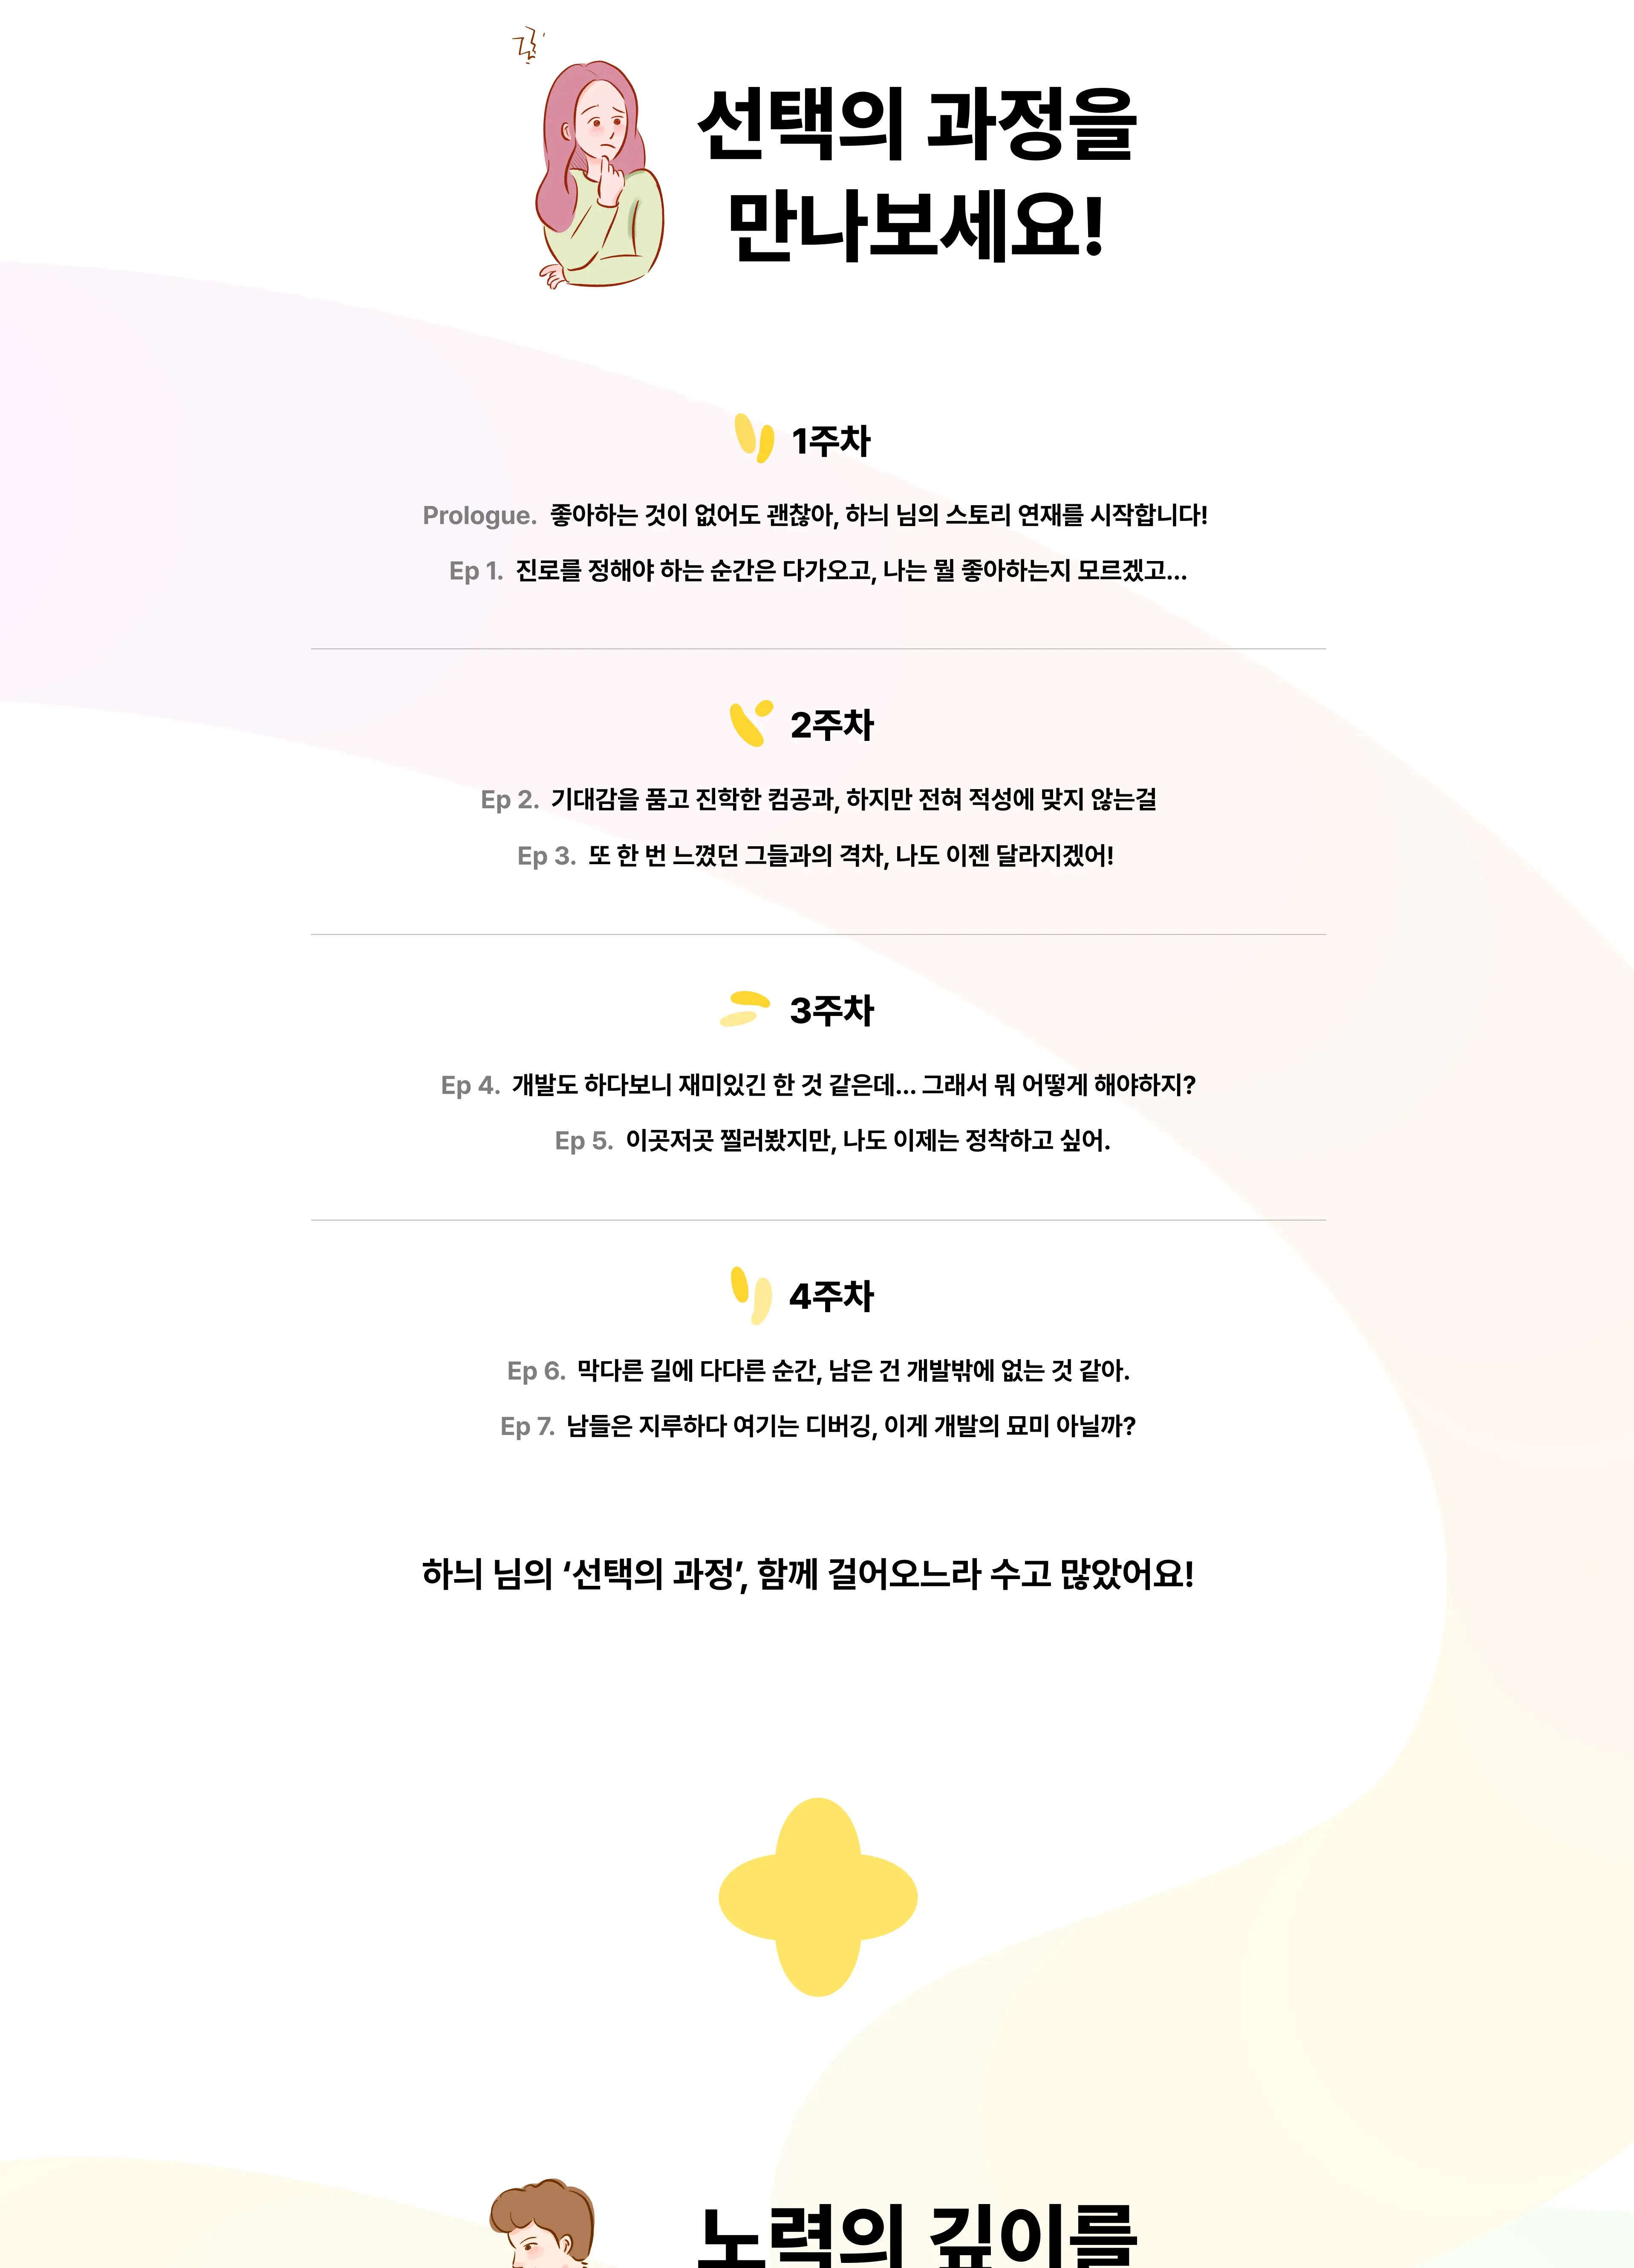 선택의 과정을
만나보세요!
1주차
Prologue. 좋아하는 것이 없어도 괜찮아, 하늬 님의 스토리 연재를 시작합니다!
Ep 1. 진로를 정해야 하는 순간은 다가오고, 나는 뭘 좋아하는지 모르겠고...
2주차
Ep 2. 기대감을 품고 진학한 컴공과, 하지만 전혀 적성에 맞지 않는걸
Ep 3. 또 한 번 느꼈던 그들과의 격차, 나도 이젠 달라지겠어!
3주차
Ep 4. 개발도 하다보니 재미있긴 한 것 같은데... 그래서 뭐 어떻게 해야하지?
Ep 5. 이곳저곳 찔러봤지만, 나도 이제는 정착하고 싶어.
4주차
Ep 6. 막다른 길에 다다른 순간, 남은 건 개발밖에 없는 것 같아.
Ep 7. 남들은 지루하다 여기는 디버깅, 이게 개발의 묘미 아닐까?
하늬 님의 ‘선택의 과정’, 함께 걸어오느라 수고 많았어요!
노력의 깊이를